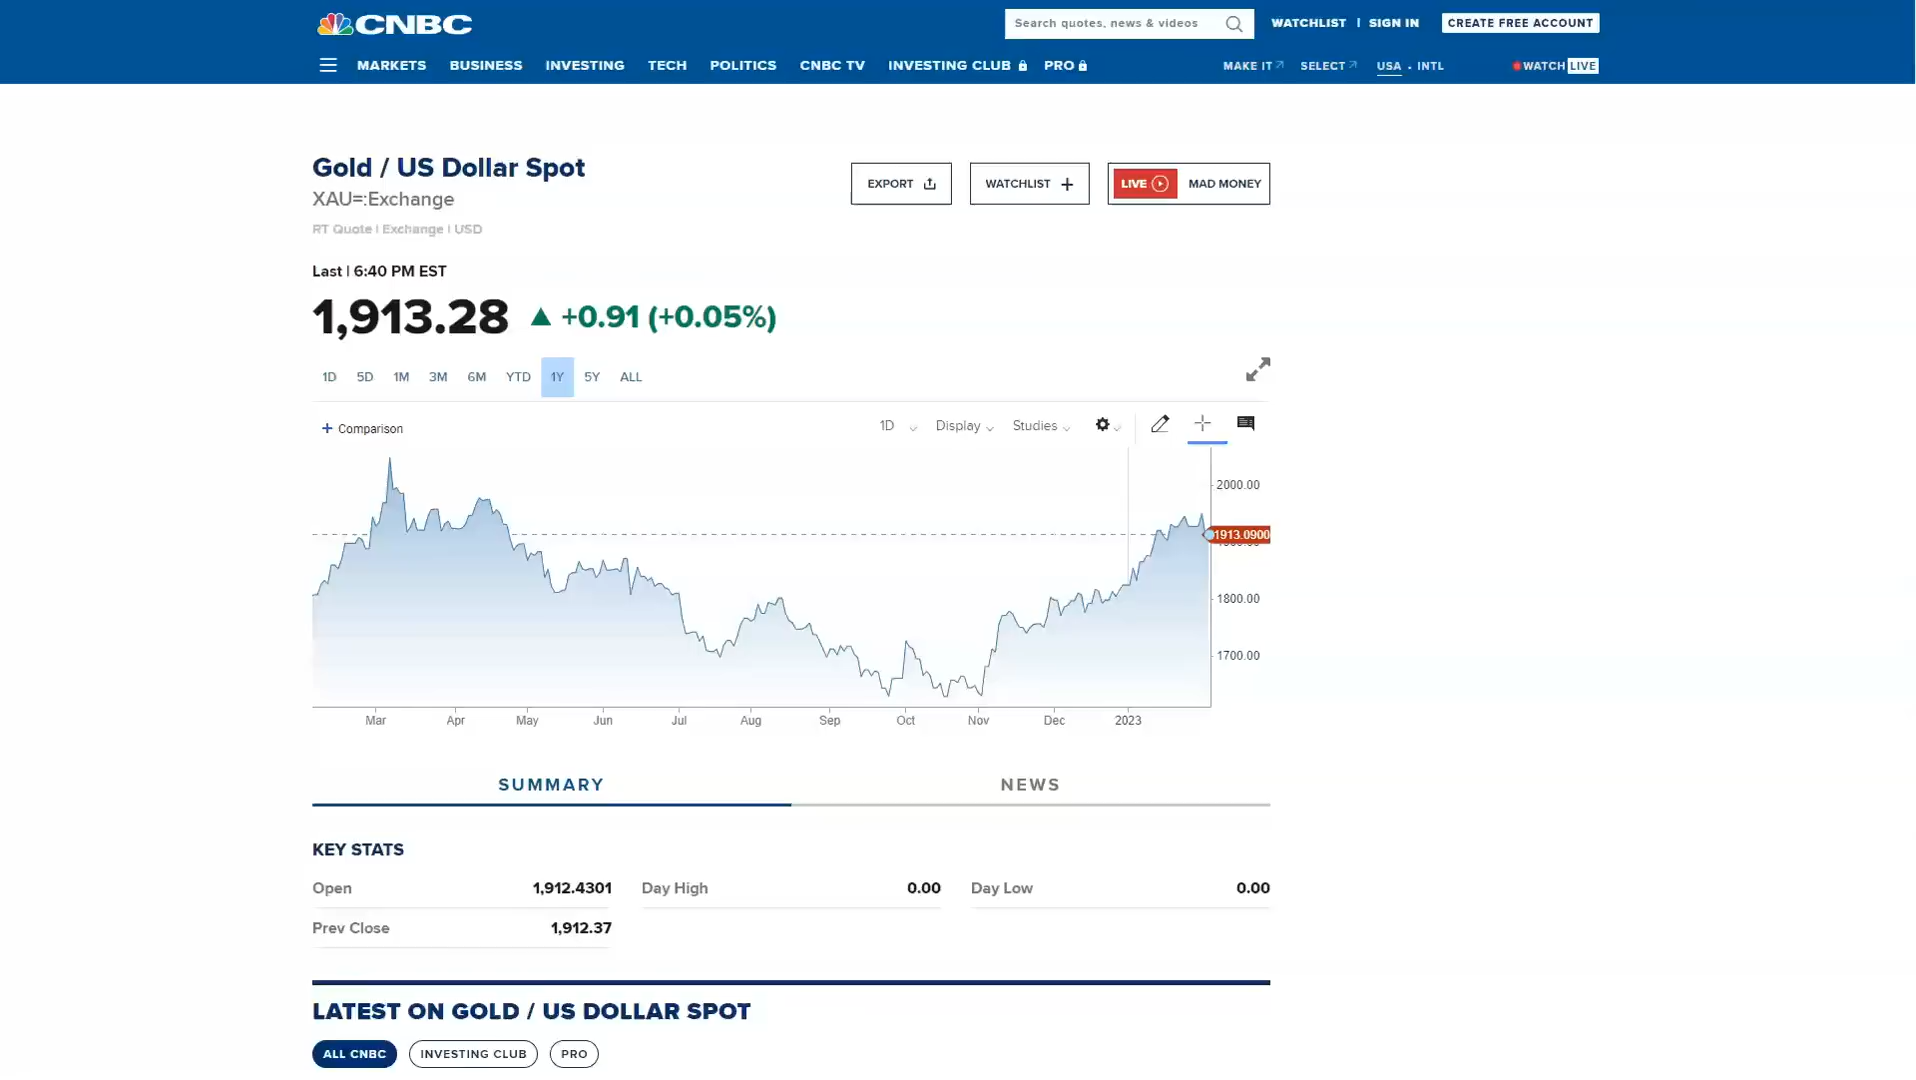 CNBC
Search quotes, news & videos
WATCHLIST | SIGN IN
CREATE FREE ACCOUNT
MARKETS BUSINESS INVESTING TECH POLITICS CNBC TV INVESTING CLUB PRO
MAKE IT SELECT USA • INTL
WATCH LIVE
Gold / US Dollar Spot
XAU=:Exchange
RT Quote | Exchange | USD
EXPORT
WATCHLIST +
LIVE MAD MONEY
Last | 6:40 PM EST
1,913.28 +0.91 (+0.05%)
1D 5D 1M 3M 6M YTD 1Y 5Y ALL
+ Comparison
1D Display Studies
2000.00
1913.0900
1800.00
1700.00
Mar Apr May Jun Jul Aug Sep Oct Nov Dec 2023
SUMMARY NEWS
KEY STATS
Open 1,912.4301 Day High 0.00 Day Low 0.00
Prev Close 1,912.37
LATEST ON GOLD / US DOLLAR SPOT
ALL CNBC INVESTING CLUB PRO